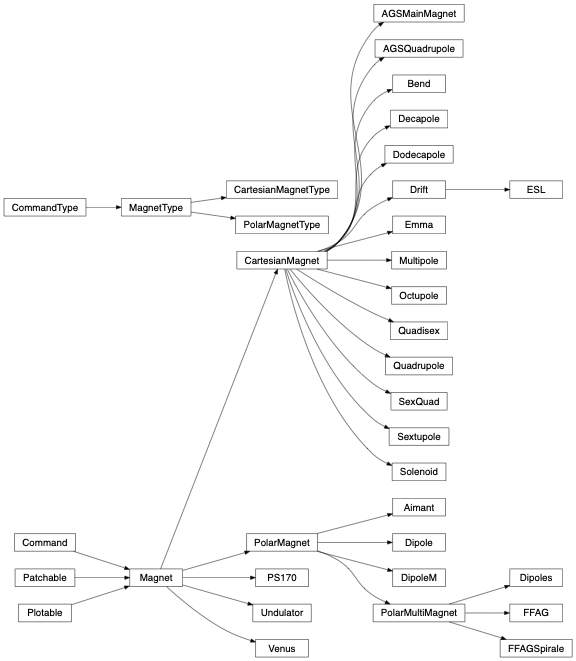 AGSMainMagnet
AGSQuadrupole
Bend
Decapole
Dodecapole
CartesianMagnetType
Drift
ESL
CommandType
MagnetType
PolarMagnetType
Emma
CartesianMagnet
Multipole
Octupole
Quadisex
Quadrupole
SexQuad
Sextupole
Solenoid
Aimant
Command
PolarMagnet
Dipole
Patchable
Magnet
PS170
DipoleM
Dipoles
Plotable
Undulator
PolarMultiMagnet
FFAG
Venus
FFAGSpirale